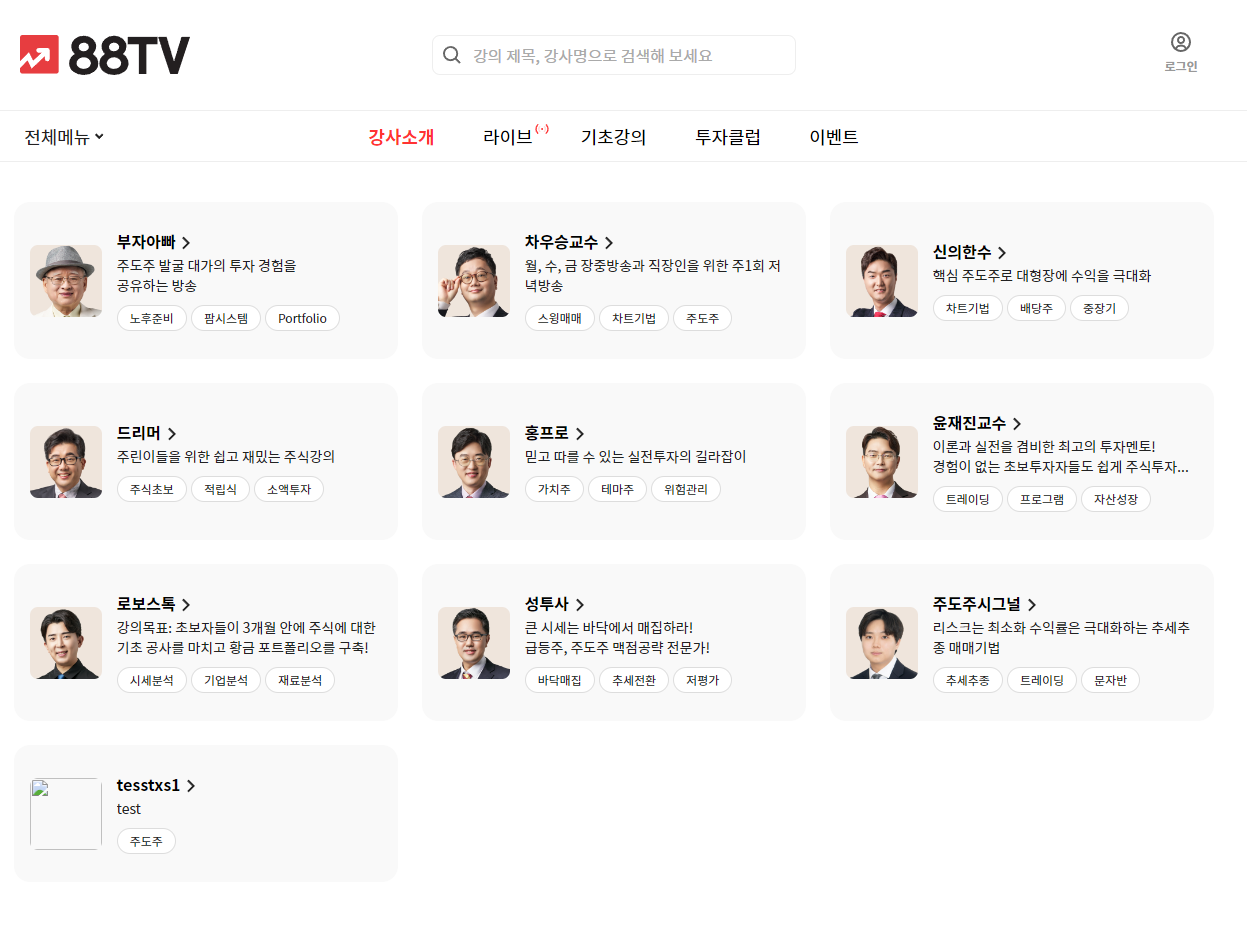 88TV
강의 제목, 강사명으로 검색해 보세요
로그인
전체메뉴
강사소개
라이브
기초강의
투자클럽
이벤트
부자아빠
주도주 발굴 대가의 투자 경험을
공유하는 방송
노후준비 팜시스템 Portfolio
차우승교수
월, 수, 금 장중방송과 직장인을 위한 주1회 저
녁방송
스윙매매 차트기법 주도주
신의한수
핵심 주도주로 대형장에 수익을 극대화
차트기법 배당주 중장기
드리머
주린이들을 위한 쉽고 재밌는 주식강의
주식초보 적립식 소액투자
홍프로
믿고 따를 수 있는 실전투자의 길라잡이
가치주 테마주 위험관리
윤재진교수
이론과 실전을 겸비한 최고의 투자멘토!
경험이 없는 초보투자자들도 쉽게 주식투자...
트레이딩 프로그램 자산성장
로보스톡
강의목표: 초보자들이 3개월 안에 주식에 대한
기초 공사를 마치고 황금 포트폴리오를 구축!
시세분석 기업분석 재료분석
성투사
큰 시세는 바닥에서 매집하라!
급등주, 주도주 맥점공략 전문가!
바닥매집 추세전환 저평가
주도주시그널
리스크는 최소화 수익률은 극대화하는 추세추
종 매매기법
추세추종 트레이딩 문자반
tesstxs1
test
주도주